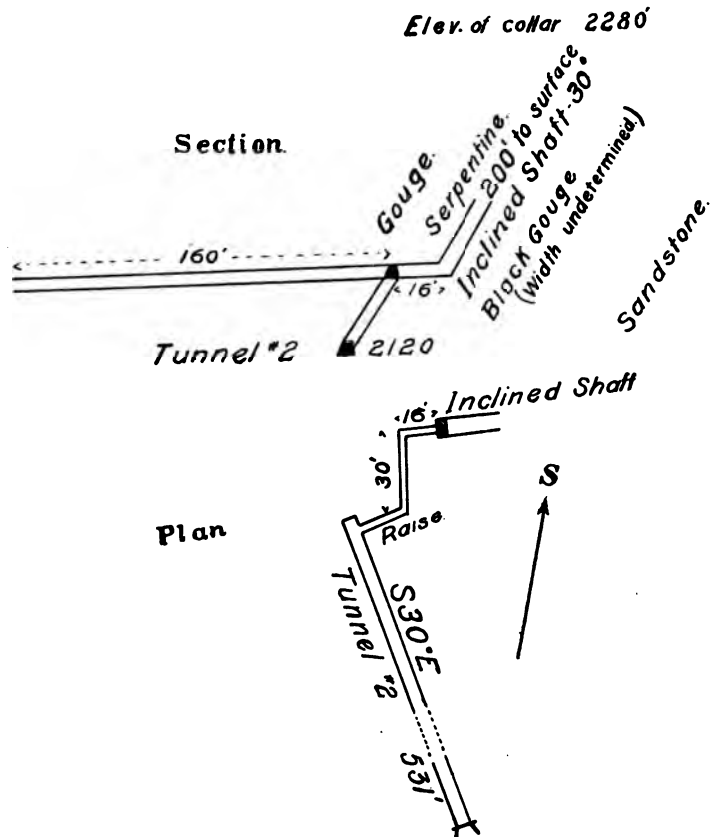 Elev. of collar 2280'
Section.
Gouge.
Serpentine.
200' to surface
Inclined Shaft-30°
Black Gouge
(Width undetermined.)
Sandstone.
160'
16'
Tunnel #2
2120
16'
Inclined Shaft
30'
Raise.
Plan
S
Tunnel #2
S30°E
531'